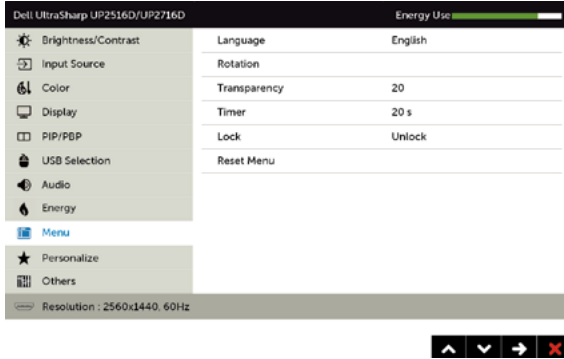 Dell UltraSharp UP2516D/UP2716D Energy Use
Brightness/Contrast Language English
Input Source Rotation
Color Transparency 20
Display Timer 20 s
PIP/PBP Lock Unlock
USB Selection Reset Menu
Audio
Energy
Menu
Personalize
Others
Resolution : 2560x1440, 60Hz